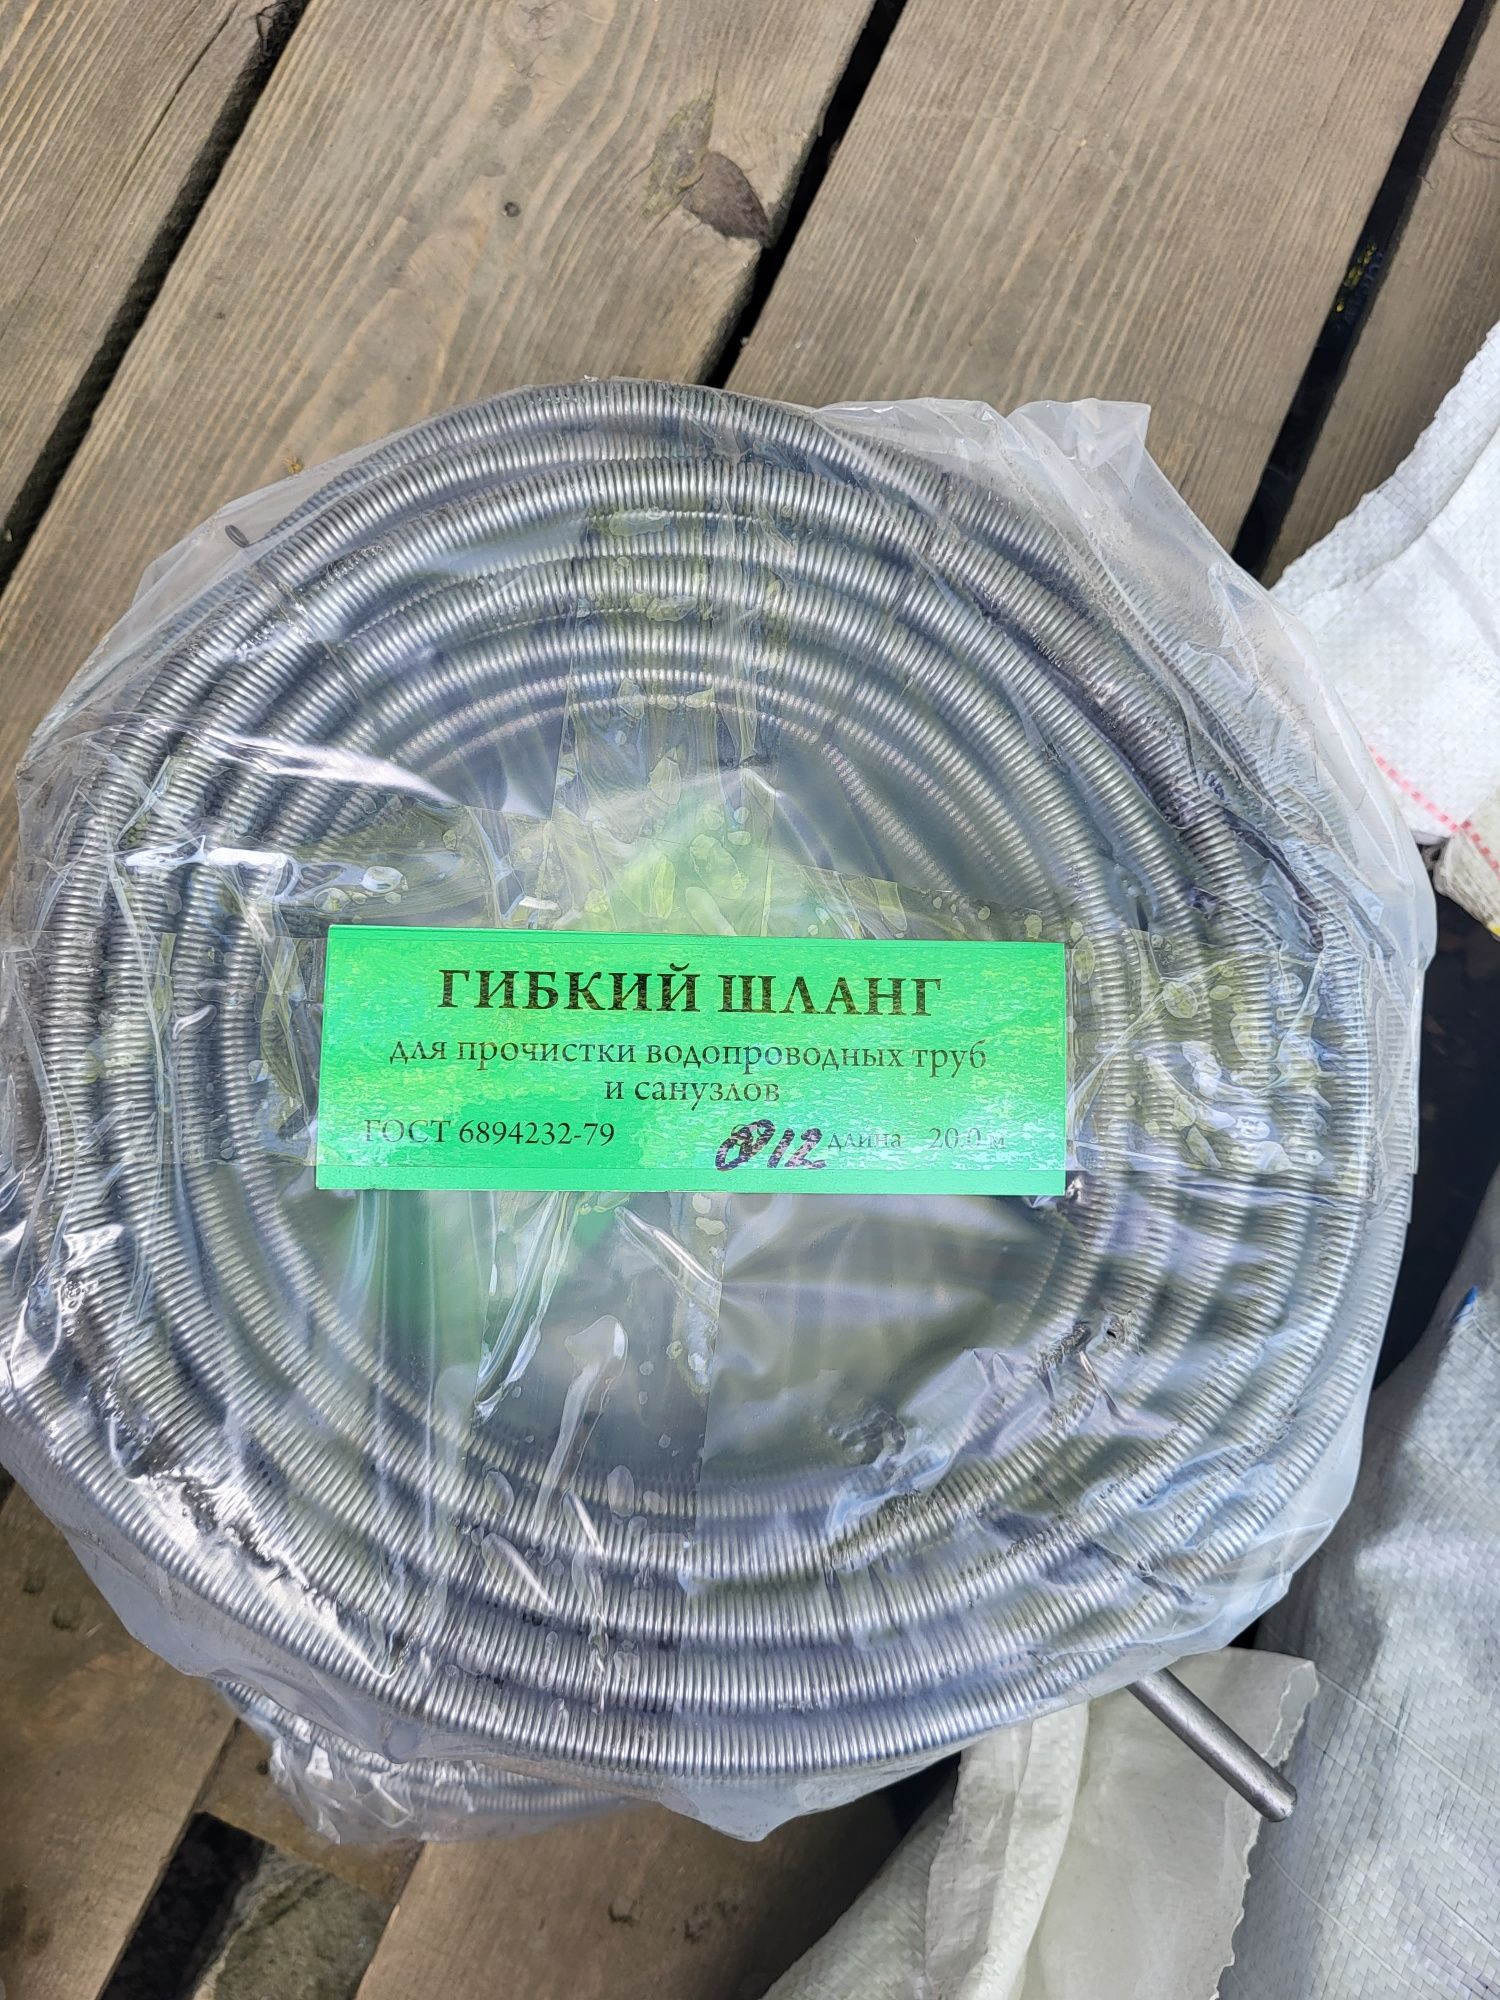 ГИБКИЙ ШЛАНГ
для прочистки водопроводных труб
и санузлов
ГОСТ 6894232-79 Ø12 длина 20.0 м